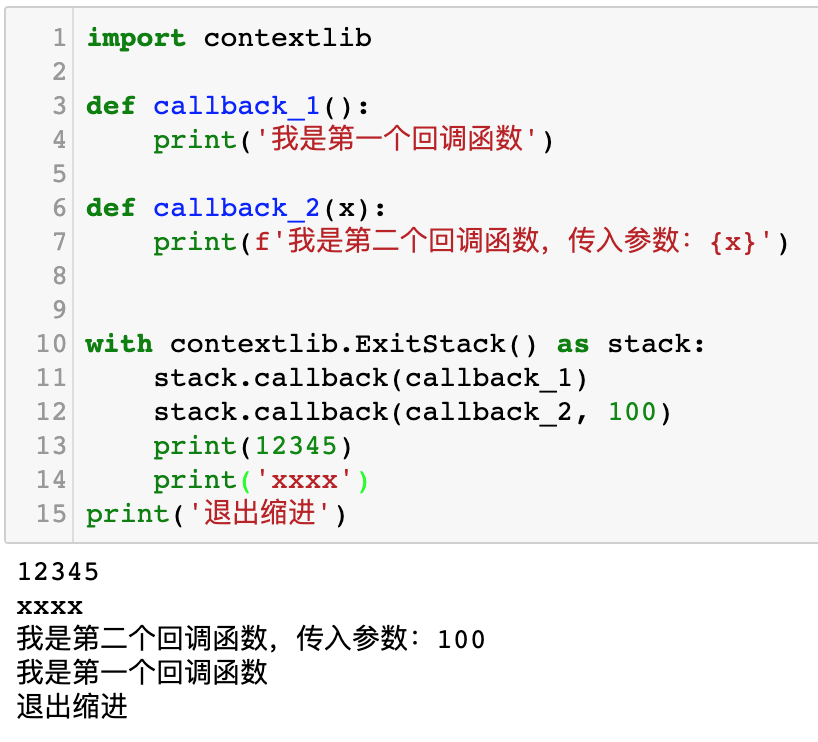 1 import contextlib
2
3 def callback_1():
4     print('我是第一个回调函数')
5
6 def callback_2(x):
7     print(f'我是第二个回调函数，传入参数：{x}')
8
9
10 with contextlib.ExitStack() as stack:
11     stack.callback(callback_1)
12     stack.callback(callback_2, 100)
13     print(12345)
14     print('xxxx')
15 print('退出缩进')
12345
xxxx
我是第二个回调函数，传入参数：100
我是第一个回调函数
退出缩进